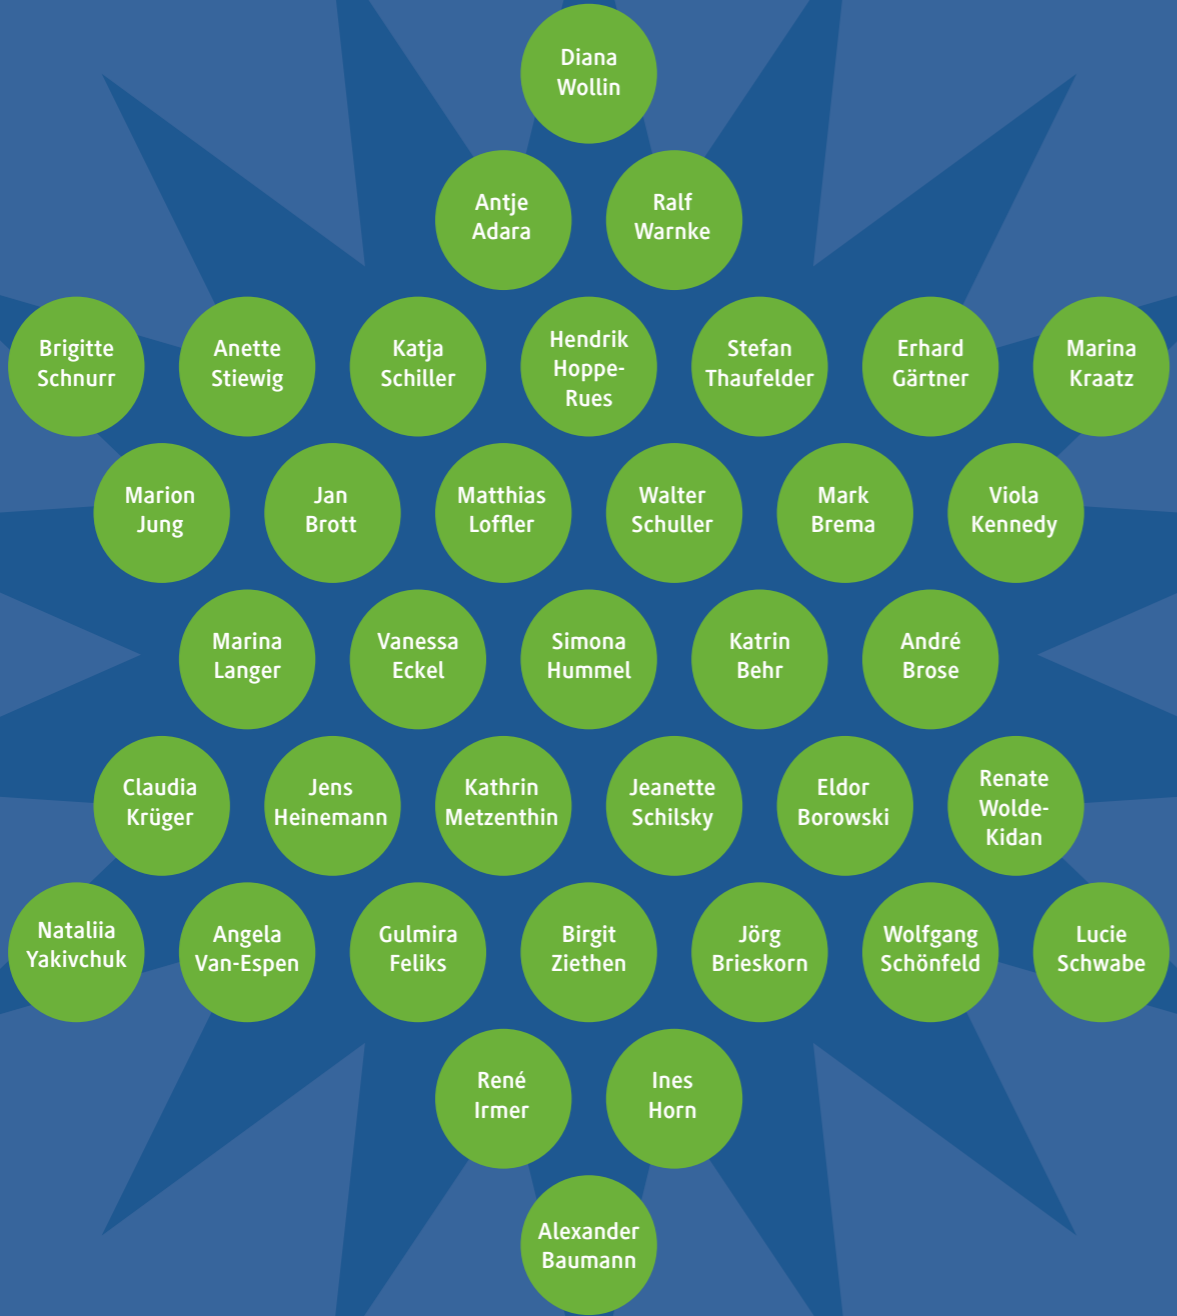 Diana
Wollin
Antje
Adara
Ralf
Warnke
Brigitte
Schnurr
Anette
Stiewig
Katja
Schiller
Hendrik
Hoppe-
Rues
Stefan
Thaufelder
Erhard
Gärtner
Marina
Kraatz
Marion
Jung
Jan
Brott
Matthias
Loffler
Walter
Schuller
Mark
Brema
Viola
Kennedy
Marina
Langer
Vanessa
Eckel
Simona
Hummel
Katrin
Behr
André
Brose
Claudia
Krüger
Jens
Heinemann
Kathrin
Metzenthin
Jeanette
Schilsky
Eldor
Borowski
Renate
Wolde-
Kidan
Nataliia
Yakivchuk
Angela
Van-Espen
Gulmira
Feliks
Birgit
Ziethen
Jörg
Brieskorn
Wolfgang
Schönfeld
Lucie
Schwabe
René
Irmer
Ines
Horn
Alexander
Baumann